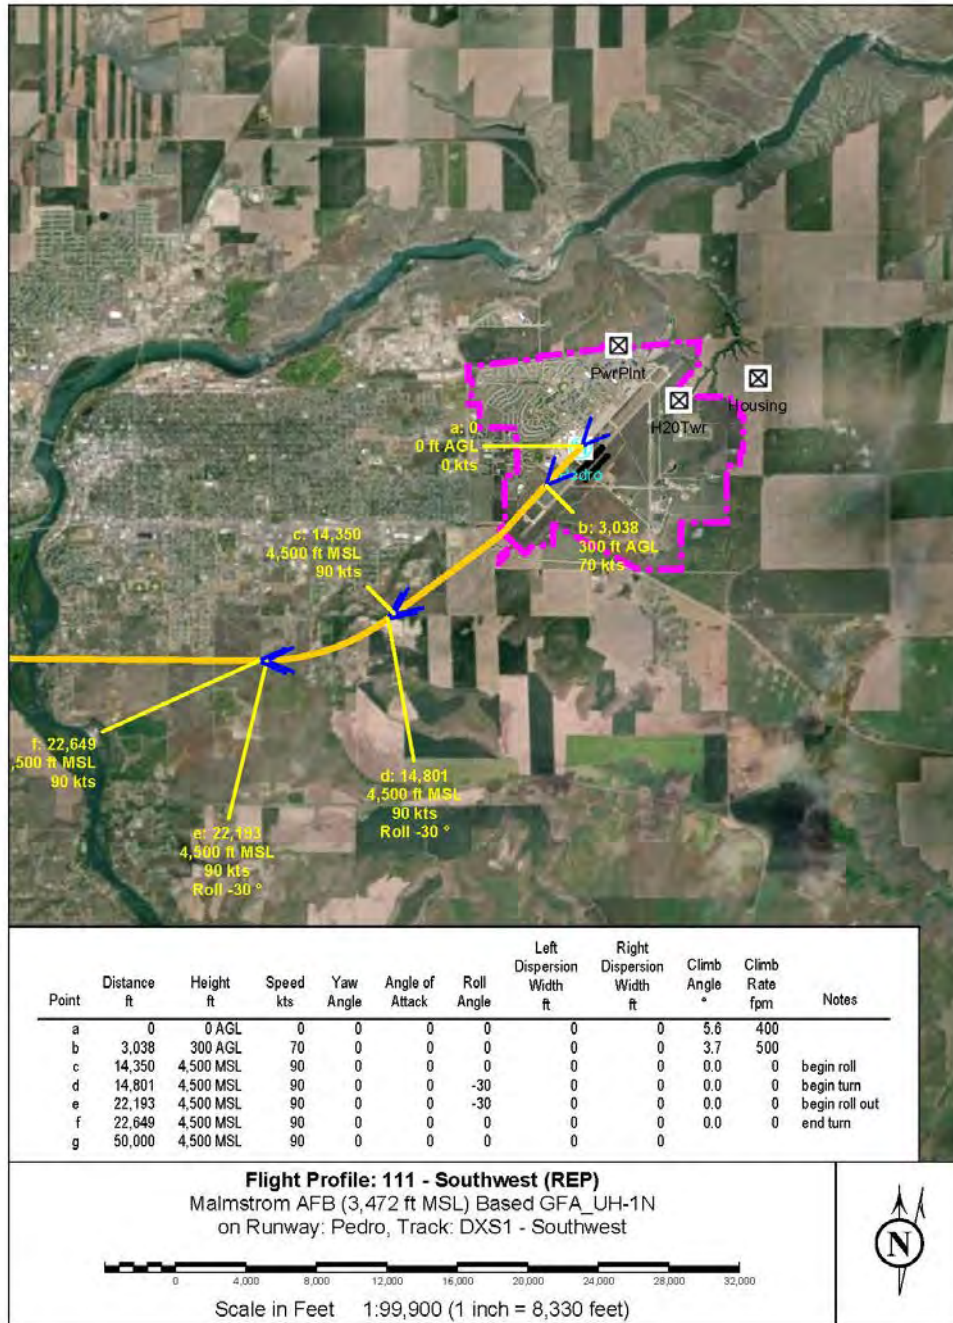 PwrPlnt
Housing
H20Twr
a: 0
0 ft AGL
0 kts
b: 3,038
300 ft AGL
70 kts
c: 14,350
4,500 ft MSL
90 kts
f: 22,649
,500 ft MSL
90 kts
d: 14,801
4,500 ft MSL
90 kts
Roll -30 °
e: 22,193
4,500 ft MSL
90 kts
Roll -30 °
Point Distance ft Height ft Speed kts Yaw Angle Angle of Attack Roll Angle Left Dispersion Width ft Right Dispersion Width ft Climb Angle ° Climb Rate fpm Notes
a 0 0 AGL 0 0 0 0 0 0 5.6 400
b 3,038 300 AGL 70 0 0 0 0 0 3.7 500
c 14,350 4,500 MSL 90 0 0 0 0 0 0.0 0 begin roll
d 14,801 4,500 MSL 90 0 0 -30 0 0 0.0 0 begin turn
e 22,193 4,500 MSL 90 0 0 -30 0 0 0.0 0 begin roll out
f 22,649 4,500 MSL 90 0 0 0 0 0 0.0 0 end turn
g 50,000 4,500 MSL 90 0 0 0 0 0
Flight Profile: 111 - Southwest (REP)
Malmstrom AFB (3,472 ft MSL) Based GFA_UH-1N
on Runway: Pedro, Track: DXS1 - Southwest
0 4,000 8,000 12,000 16,000 20,000 24,000 28,000 32,000
Scale in Feet 1:99,900 (1 inch = 8,330 feet)
N